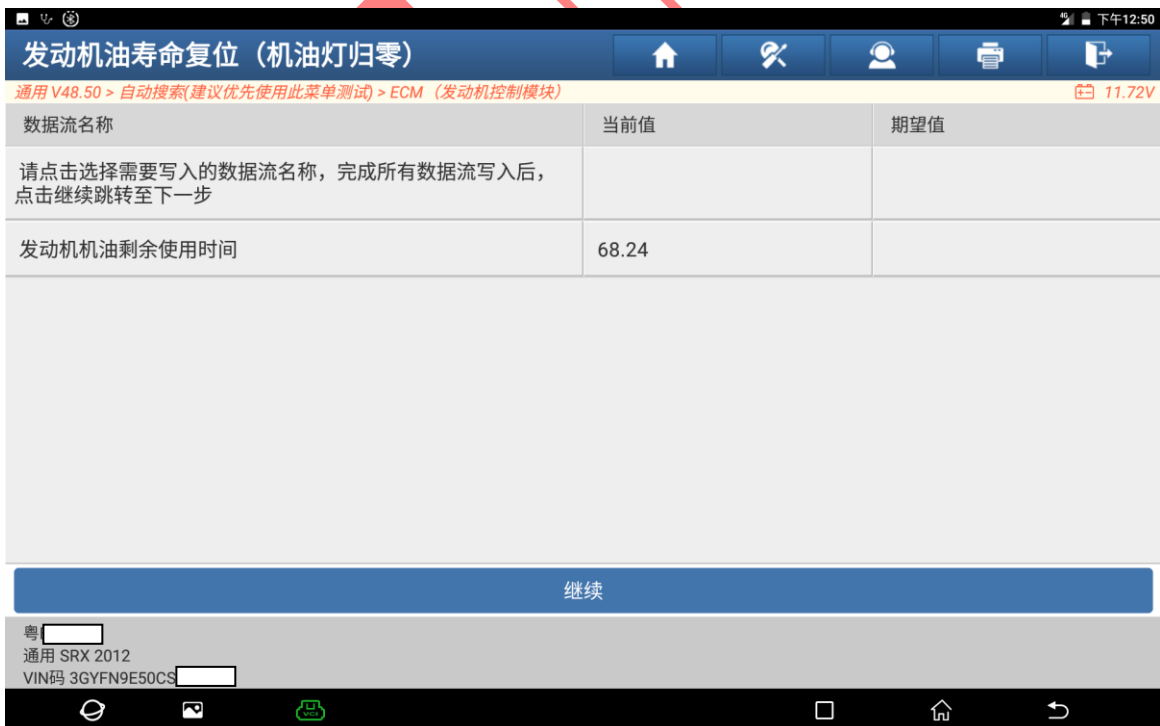 4G 下午12:50
发动机油寿命复位（机油灯归零）
通用 V48.50 > 自动搜索(建议优先使用此菜单测试) > ECM（发动机控制模块） 11.72V
数据流名称 当前值 期望值
请点击选择需要写入的数据流名称，完成所有数据流写入后，
点击继续跳转至下一步
发动机机油剩余使用时间 68.24
继续
粤
通用 SRX 2012
VIN码 3GYFN9E50CS
VCI